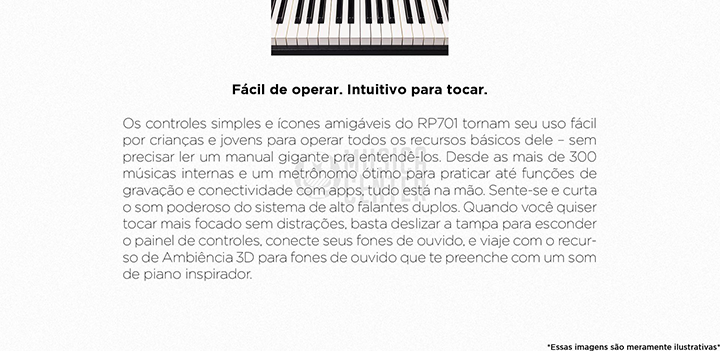 Fácil de operar. Intuitivo para tocar.
Os controles simples e ícones amigáveis do RP701 tornam seu uso fácil
por crianças e jovens para operar todos os recursos básicos dele – sem
precisar ler um manual gigante pra entendê-los. Desde as mais de 300
músicas internas e um metrônomo ótimo para praticar até funções de
gravação e conectividade com apps, tudo está na mão. Sente-se e curta
o som poderoso do sistema de alto falantes duplos. Quando você quiser
tocar mais focado sem distrações, basta deslizar a tampa para esconder
o painel de controles, conecte seus fones de ouvido, e viaje com o recur-
so de Ambiência 3D para fones de ouvido que te preenche com um som
de piano inspirador.
MUSICAL
CENTER
*Essas imagens são meramente ilustrativas*